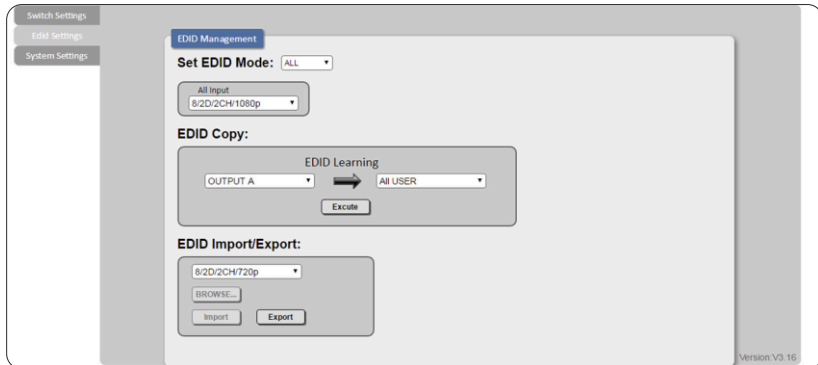 Switch Settings
Edid Settings
System Settings
EDID Management
Set EDID Mode: ALL
All Input
8/2D/2CH/1080p
EDID Copy:
EDID Learning
OUTPUT A
All USER
Excute
EDID Import/Export:
8/2D/2CH/720p
BROWSE...
Import Export
Version:V3.16